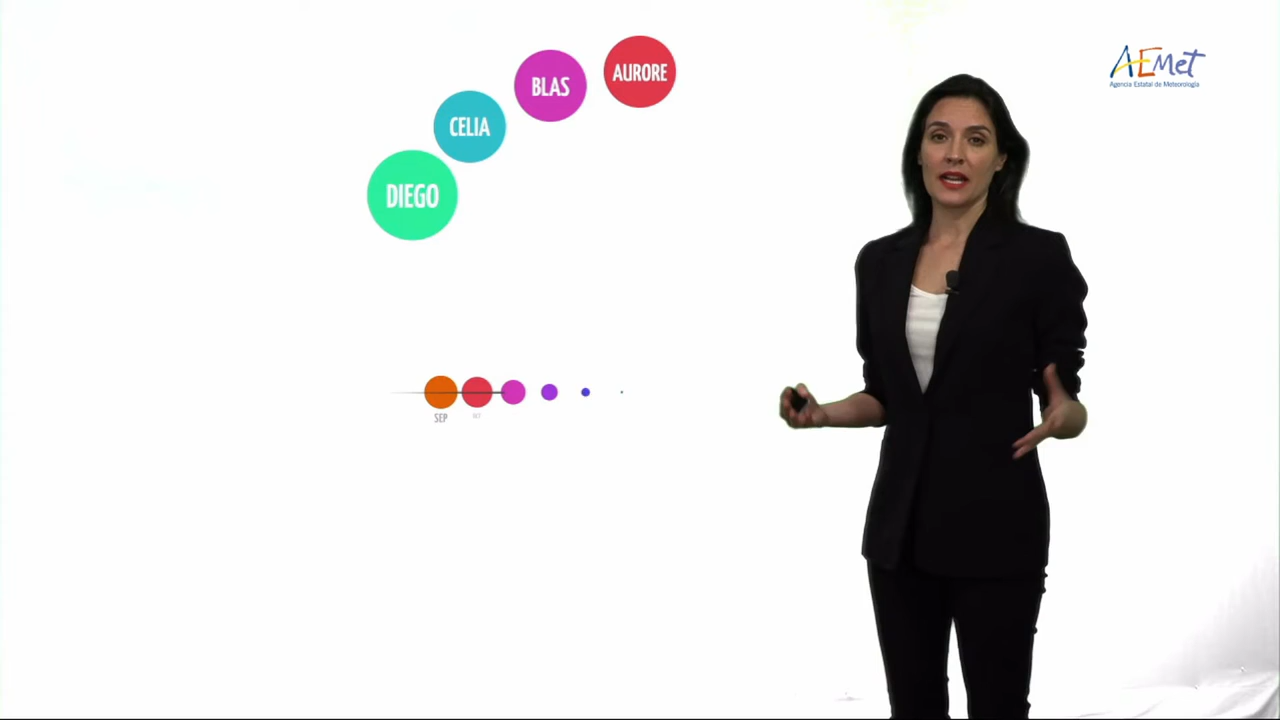 AURORE
BLAS
CELIA
DIEGO
AEMet
Agencia Estatal de Meteorología
SEP